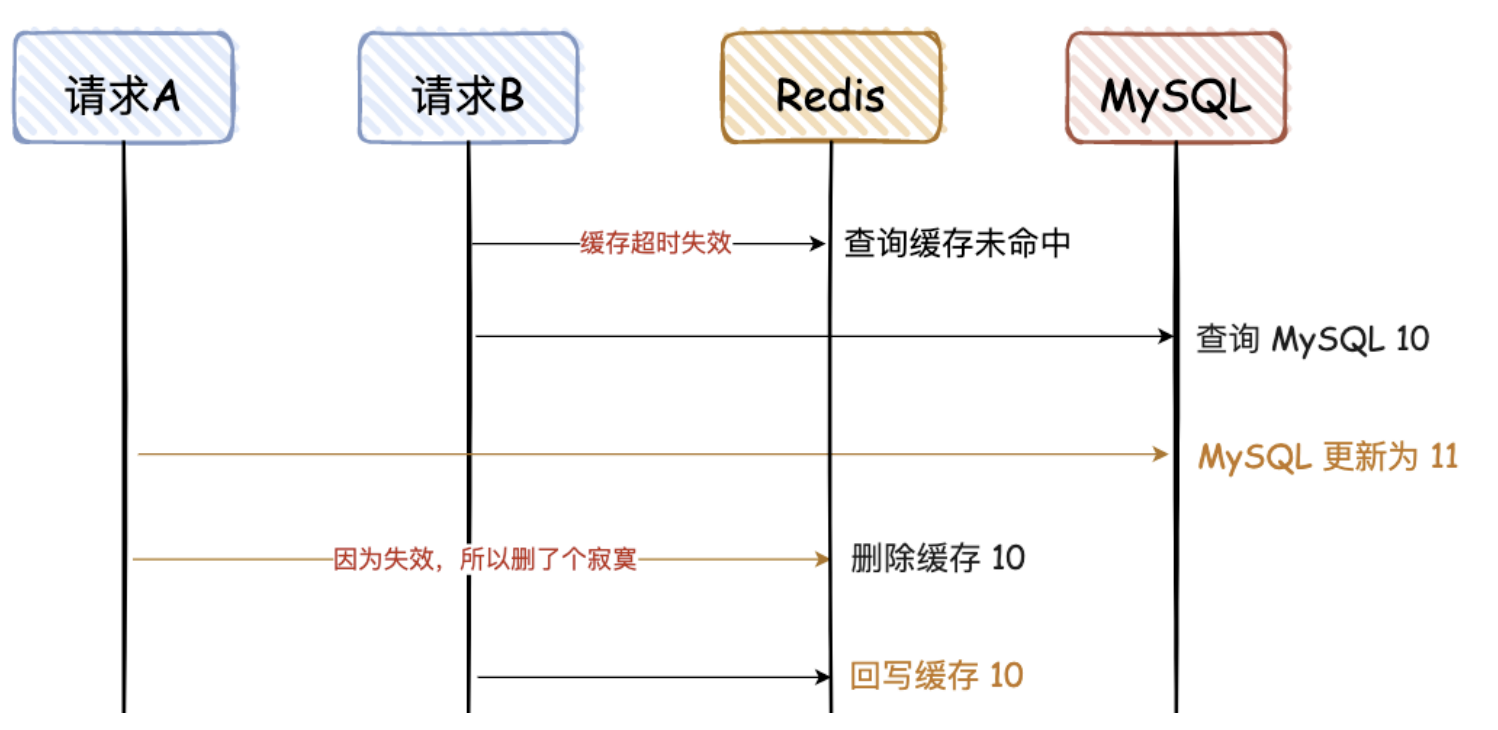 请求A
请求B
Redis
MySQL
缓存超时失效
查询缓存未命中
查询 MySQL 10
MySQL 更新为 11
因为失效，所以删了个寂寞
删除缓存 10
回写缓存 10